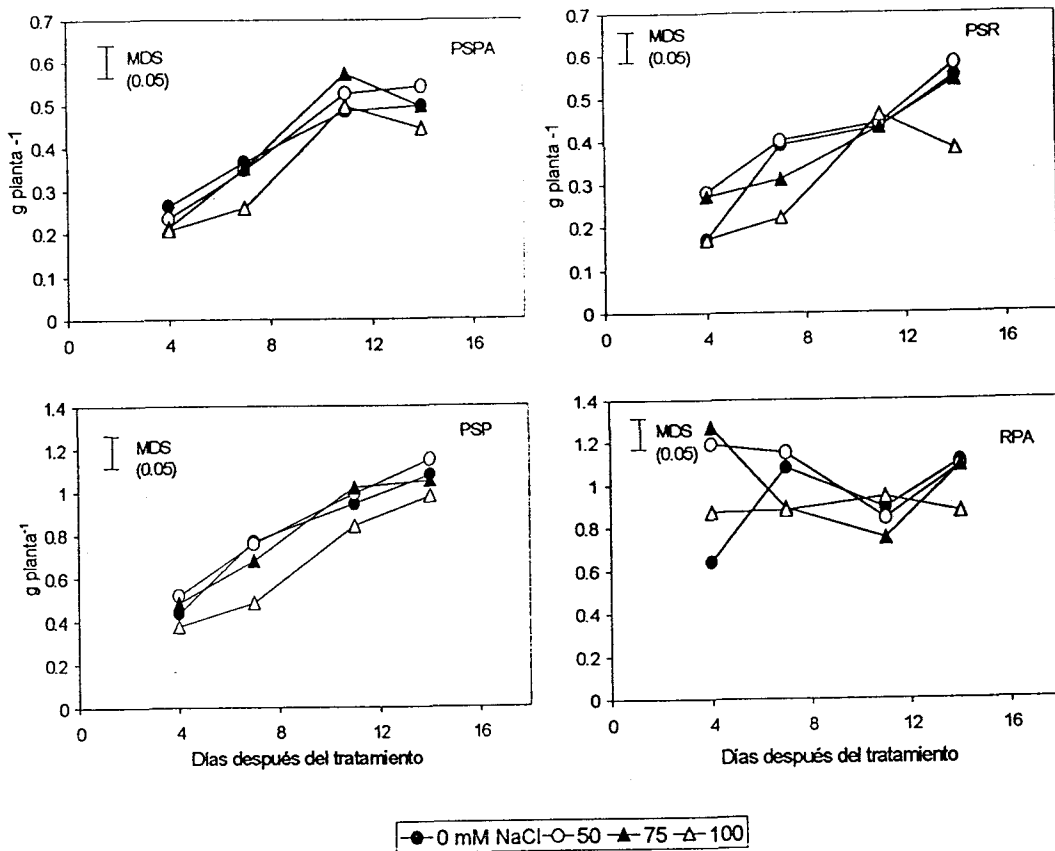 0.7
0.6
0.5
0.4
0.3
0.2
0.1
0
g planta -1
MDS
(0.05)
PSPA
0 4 8 12 16
0.7
0.6
0.5
0.4
0.3
0.2
0.1
0
g planta -1
MDS
(0.05)
PSR
0 4 8 12 16
1.4
1.2
1
0.8
0.6
0.4
0.2
0
g planta-1
MDS
(0.05)
PSP
0 4 8 12 16
Días después del tratamiento
1.4
1.2
1
0.8
0.6
0.4
0.2
0
MDS
(0.05)
RPA
0 4 8 12 16
Días después del tratamiento
0 mM NaCl 50 75 100